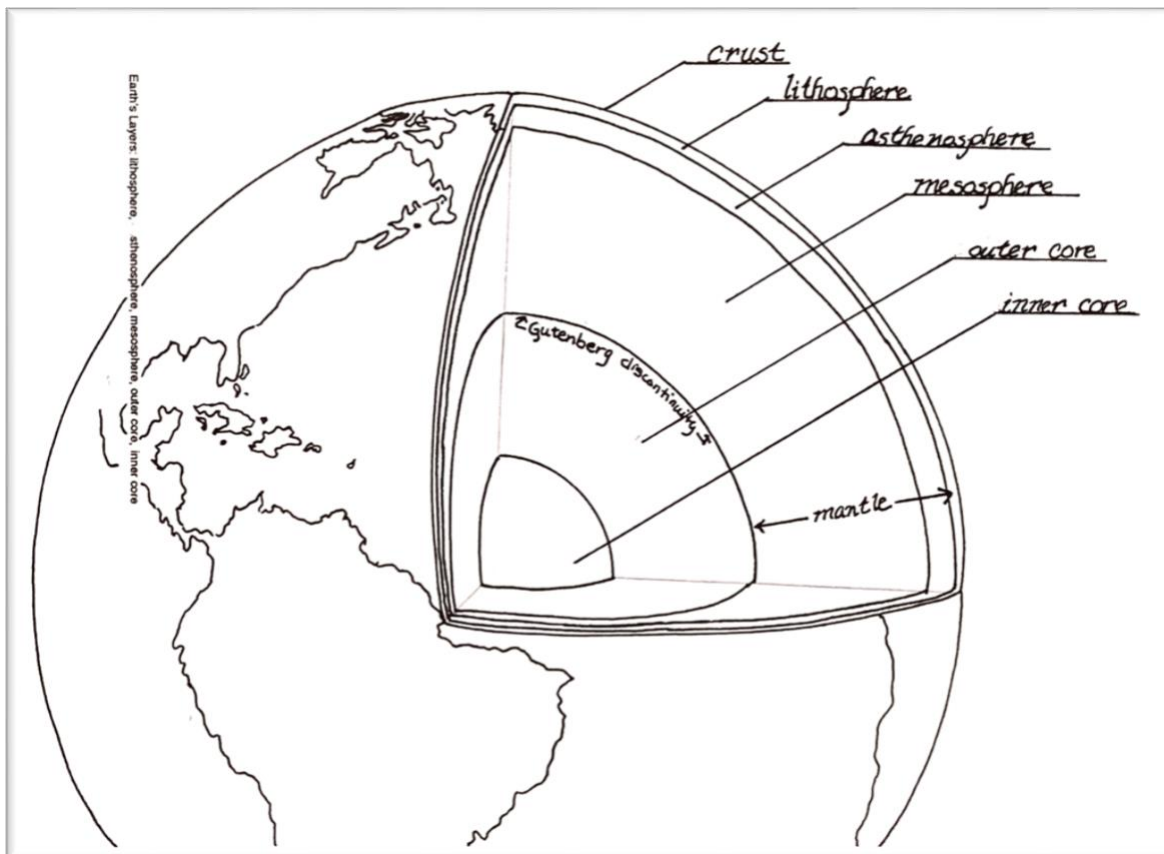 crust
lithosphere
asthenosphere
mesosphere
outer core
inner core
Gutenberg discontinuity
mantle
Earth's Layers: lithosphere, sthenosphere, mesosphere, outer core, inner core